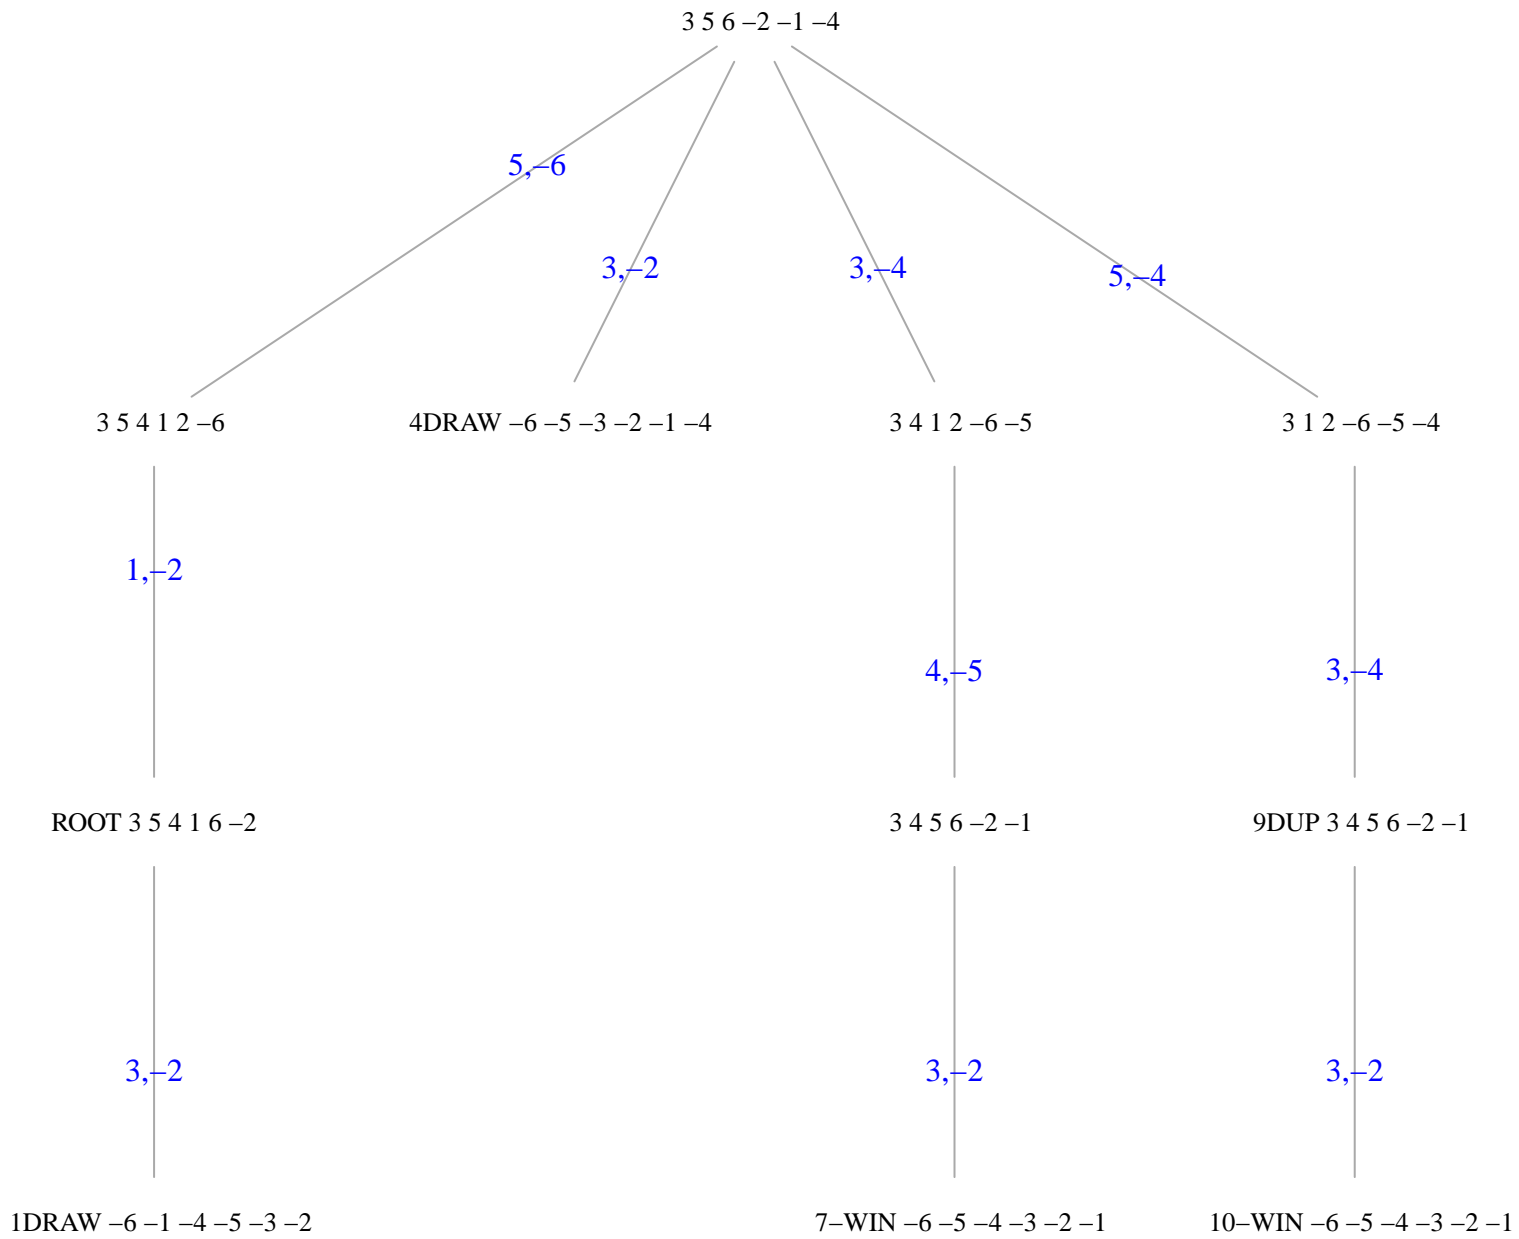 3 5 6 –2 –1 –4
5,–6
3,–2
3,–4
5,–4
3 5 4 1 2 –6
4DRAW –6 –5 –3 –2 –1 –4
3 4 1 2 –6 –5
3 1 2 –6 –5 –4
1,–2
4,–5
3,–4
ROOT 3 5 4 1 6 –2
3 4 5 6 –2 –1
9DUP 3 4 5 6 –2 –1
3,–2
3,–2
3,–2
1DRAW –6 –1 –4 –5 –3 –2
7–WIN –6 –5 –4 –3 –2 –1
10–WIN –6 –5 –4 –3 –2 –1